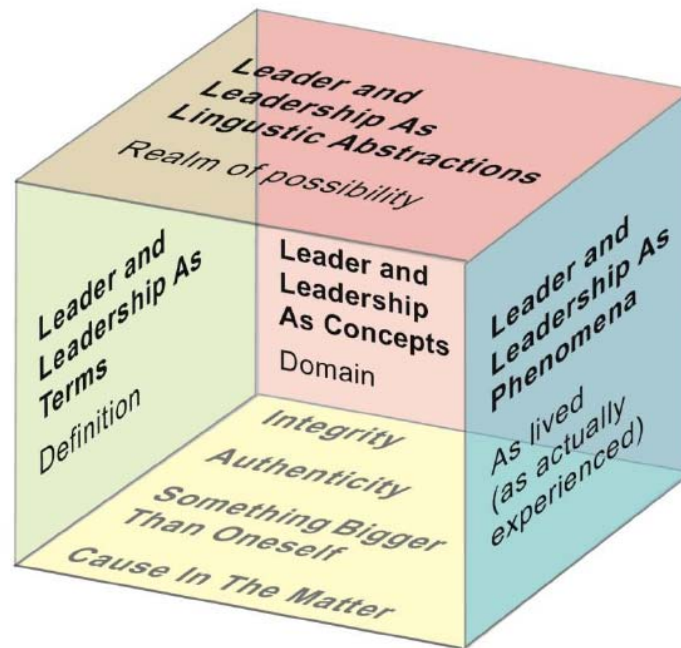 Leader and
Leadership As
Lingustic Abstractions
Realm of possibility
Leader and
Leadership As
Terms
Definition
Leader and
Leadership
As Concepts
Domain
Leader and
Leadership As
Phenomena
As lived
(as actually
experienced)
Integrity
Authenticity
Something Bigger
Than Oneself
Cause In The Matter